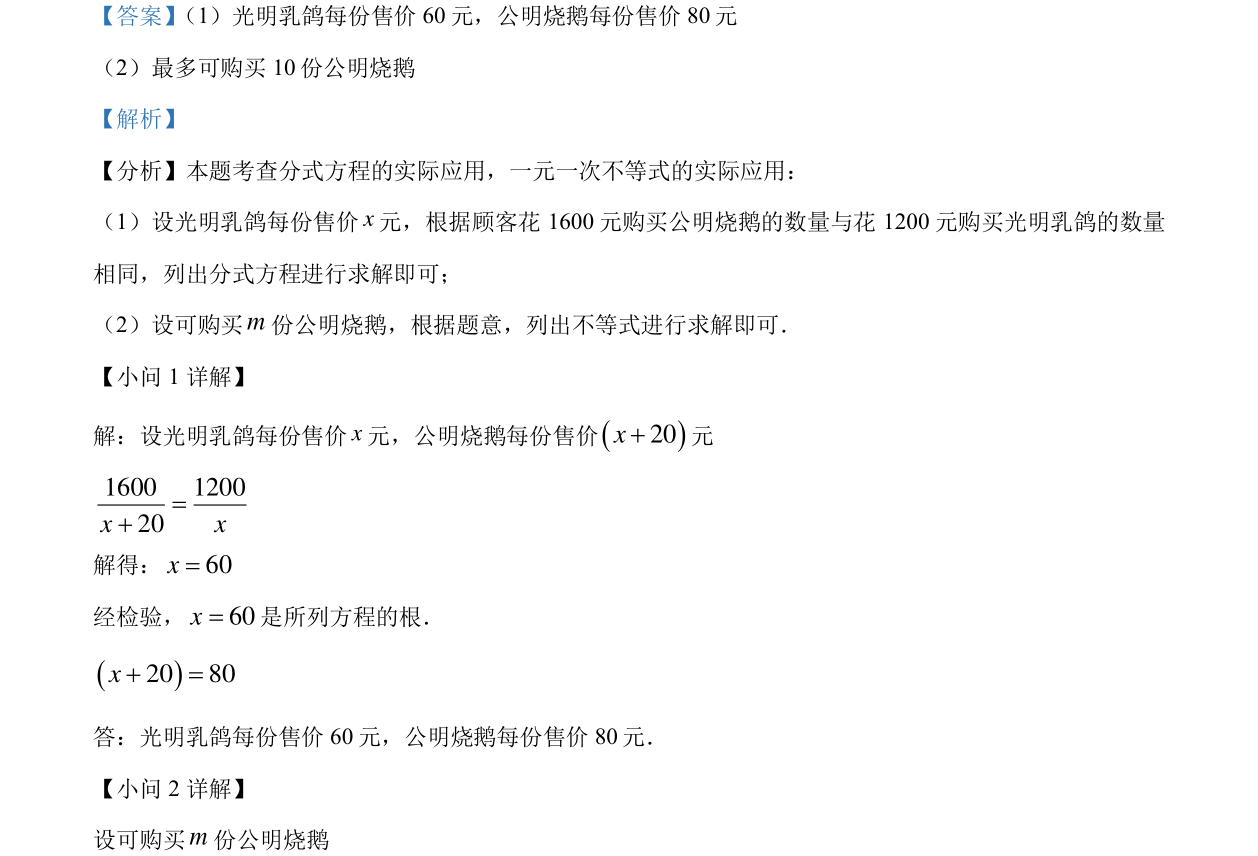 【答案】（1）光明乳鸽每份售价 60 元，公明烧鹅每份售价 80 元
（2）最多可购买 10 份公明烧鹅
【解析】
【分析】本题考查分式方程的实际应用，一元一次不等式的实际应用：
（1）设光明乳鸽每份售价 x 元，根据顾客花 1600 元购买公明烧鹅的数量与花 1200 元购买光明乳鸽的数量
相同，列出分式方程进行求解即可；
（2）设可购买 m 份公明烧鹅，根据题意，列出不等式进行求解即可．
【小问 1 详解】
解：设光明乳鸽每份售价 x 元，公明烧鹅每份售价 (x+20) 元
1600/(x+20) = 1200/x
解得： x = 60
经检验， x = 60 是所列方程的根．
(x+20) = 80
答：光明乳鸽每份售价 60 元，公明烧鹅每份售价 80 元．
【小问 2 详解】
设可购买 m 份公明烧鹅